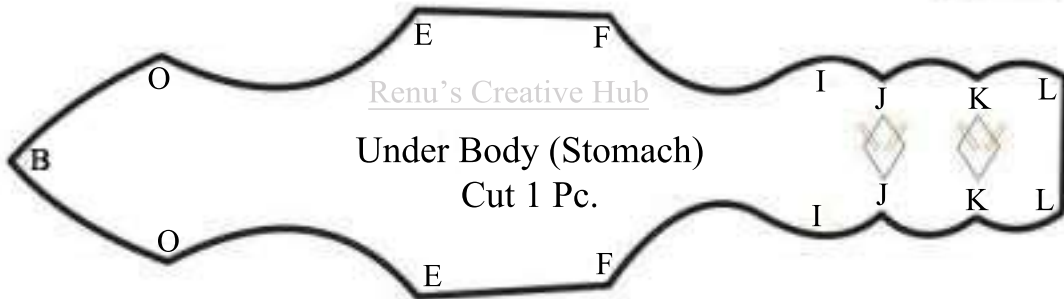 E F
O I J K L
Renu's Creative Hub
B Under Body (Stomach)
Cut 1 Pc.
O I J K L
E F